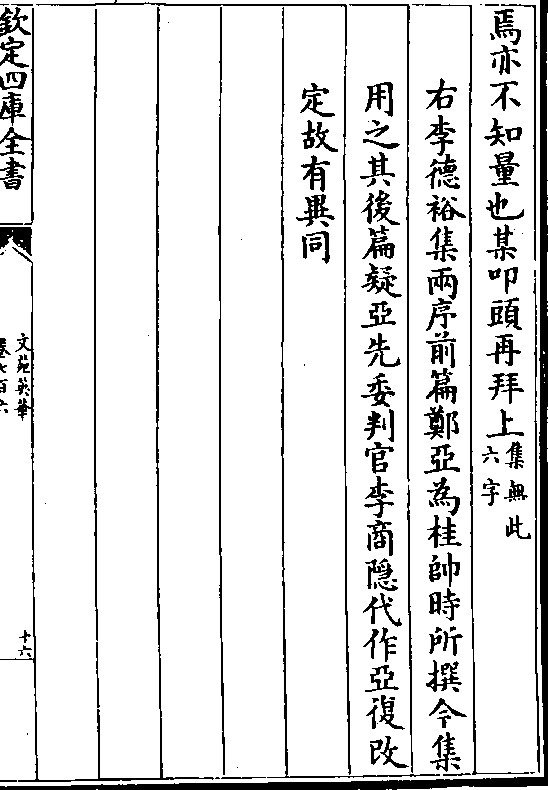 焉亦不知量也某叩頭再拜上集無此六字
右李德裕集兩序前篇鄭亞為桂帥時所撰今集
用之其後篇疑亞先委判官李商隱代作亞復改
定故有異同
欽定四庫全書
文苑英華
卷七百六
十六